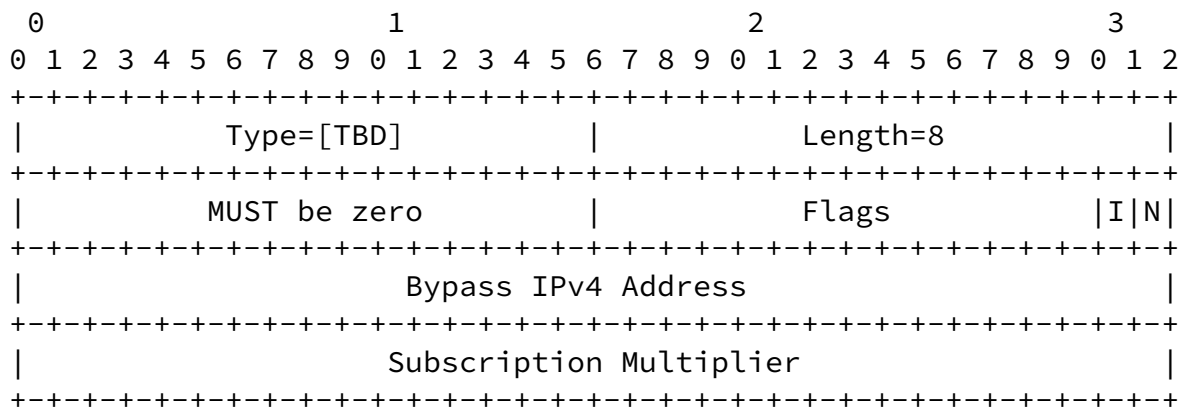 0                   1                   2                   3
0 1 2 3 4 5 6 7 8 9 0 1 2 3 4 5 6 7 8 9 0 1 2 3 4 5 6 7 8 9 0 1 2
+-+-+-+-+-+-+-+-+-+-+-+-+-+-+-+-+-+-+-+-+-+-+-+-+-+-+-+-+-+-+-+-+
|           Type=[TBD]          |           Length=8            |
+-+-+-+-+-+-+-+-+-+-+-+-+-+-+-+-+-+-+-+-+-+-+-+-+-+-+-+-+-+-+-+-+
|          MUST be zero         |           Flags           |I|N|
+-+-+-+-+-+-+-+-+-+-+-+-+-+-+-+-+-+-+-+-+-+-+-+-+-+-+-+-+-+-+-+-+
|                     Bypass IPv4 Address                       |
+-+-+-+-+-+-+-+-+-+-+-+-+-+-+-+-+-+-+-+-+-+-+-+-+-+-+-+-+-+-+-+-+
|                    Subscription Multiplier                    |
+-+-+-+-+-+-+-+-+-+-+-+-+-+-+-+-+-+-+-+-+-+-+-+-+-+-+-+-+-+-+-+-+